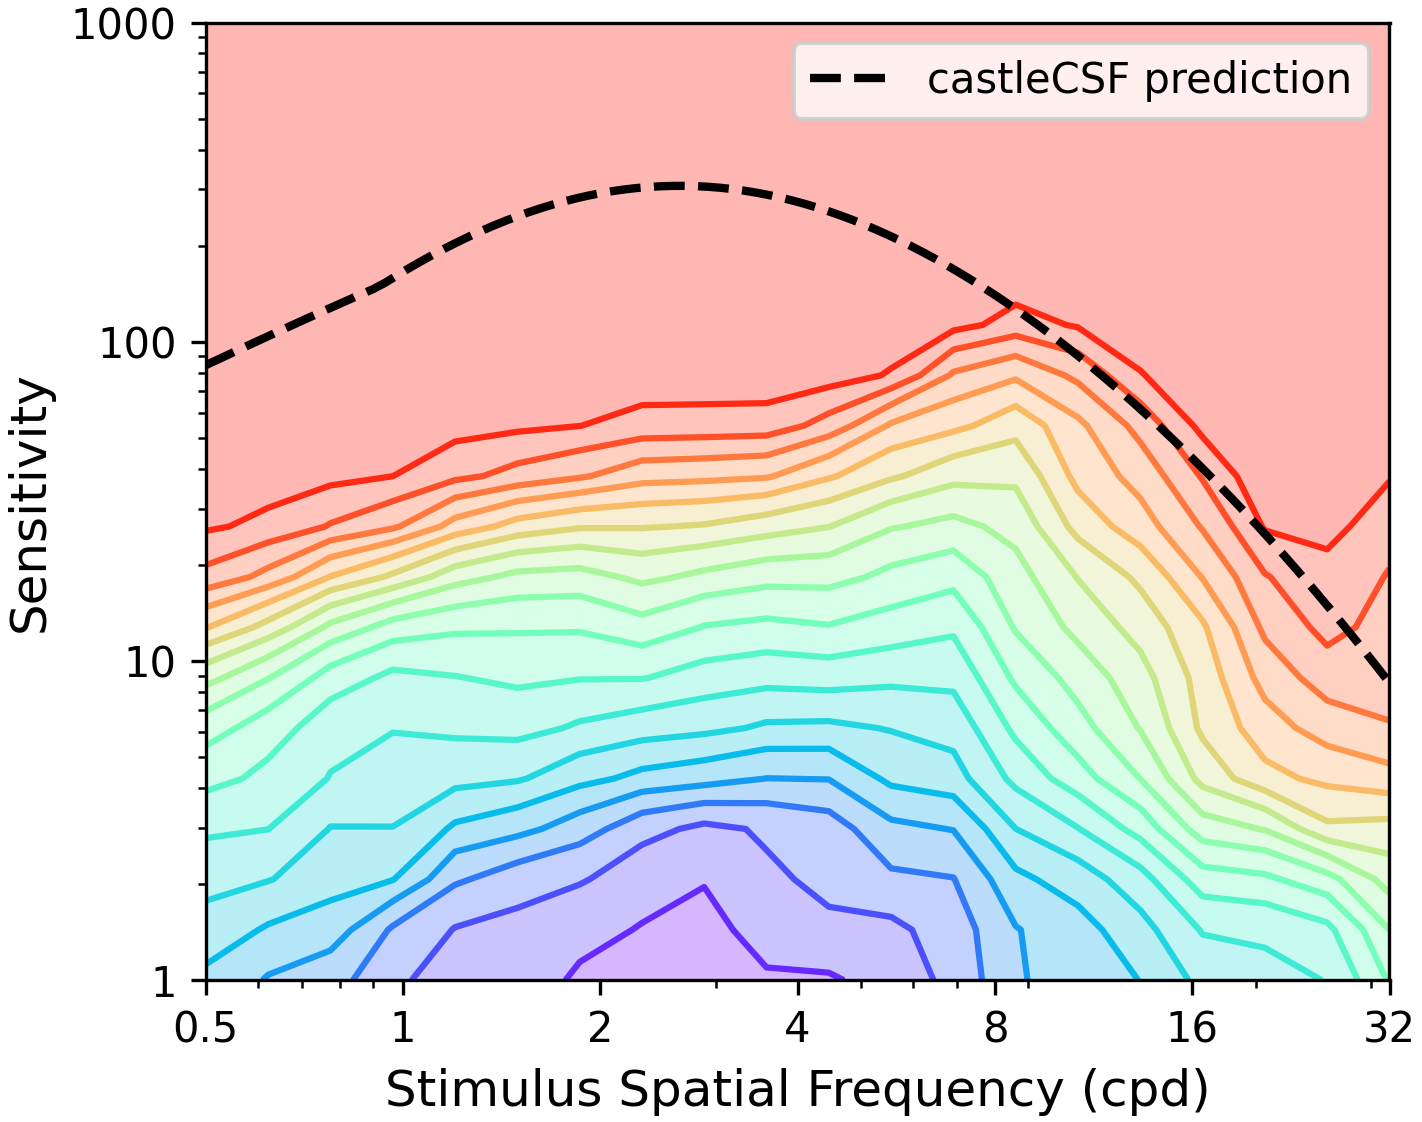 1000
100
10
1
Sensitivity
castleCSF prediction
0.5 1 2 4 8 16 32
Stimulus Spatial Frequency (cpd)